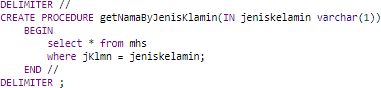 DELIMITER //
CREATE PROCEDURE getNamaByJenisKlamin(IN jeniskelamin varchar(1))
    BEGIN
        select * from mhs
        where jKlmn = jeniskelamin;
    END //
DELIMITER ;